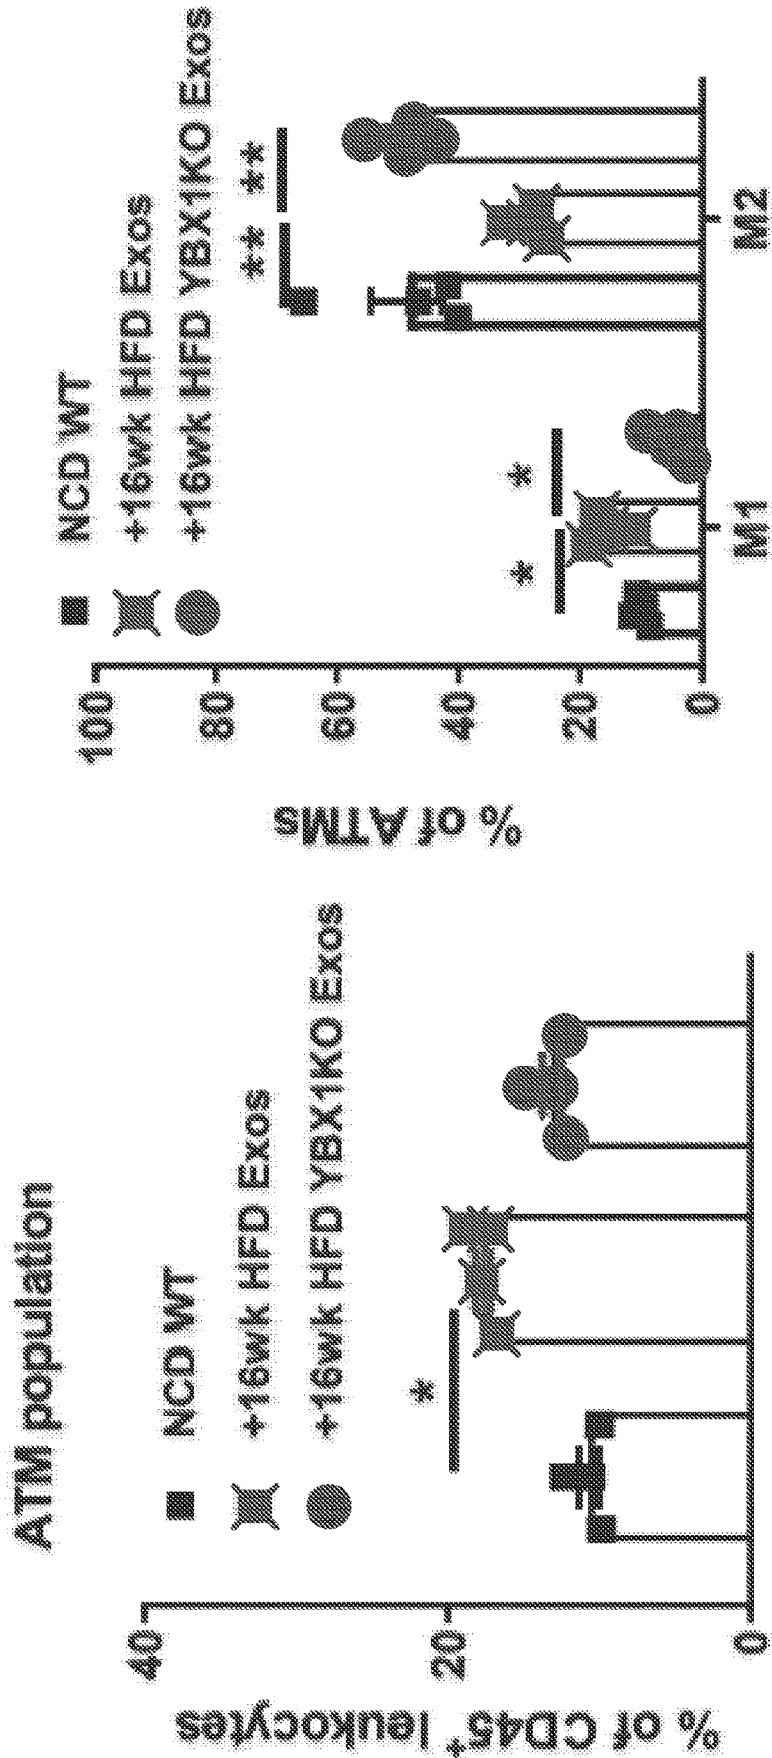 ATM population
NCD WT
+16wk HFD Exos
+16wk HFD YBX1KO Exos
% of CD45⁺ leukocytes
40
20
0
*
NCD WT
+16wk HFD Exos
+16wk HFD YBX1KO Exos
% of ATMs
100
80
60
40
20
0
* *
** **
M1 M2